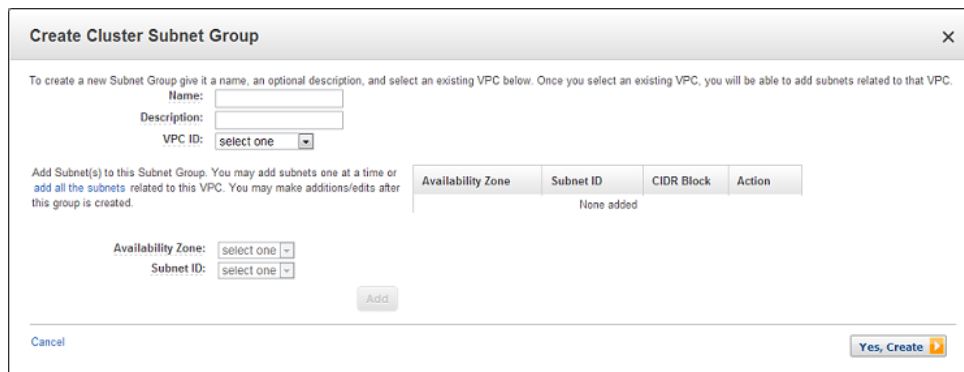 Create Cluster Subnet Group
To create a new Subnet Group give it a name, an optional description, and select an existing VPC below. Once you select an existing VPC, you will be able to add subnets related to that VPC.
Name:
Description:
VPC ID: select one
Add Subnet(s) to this Subnet Group. You may add subnets one at a time or
add all the subnets related to this VPC. You may make additions/edits after
this group is created.
Availability Zone Subnet ID CIDR Block Action
None added
Availability Zone: select one
Subnet ID: select one
Add
Cancel
Yes, Create